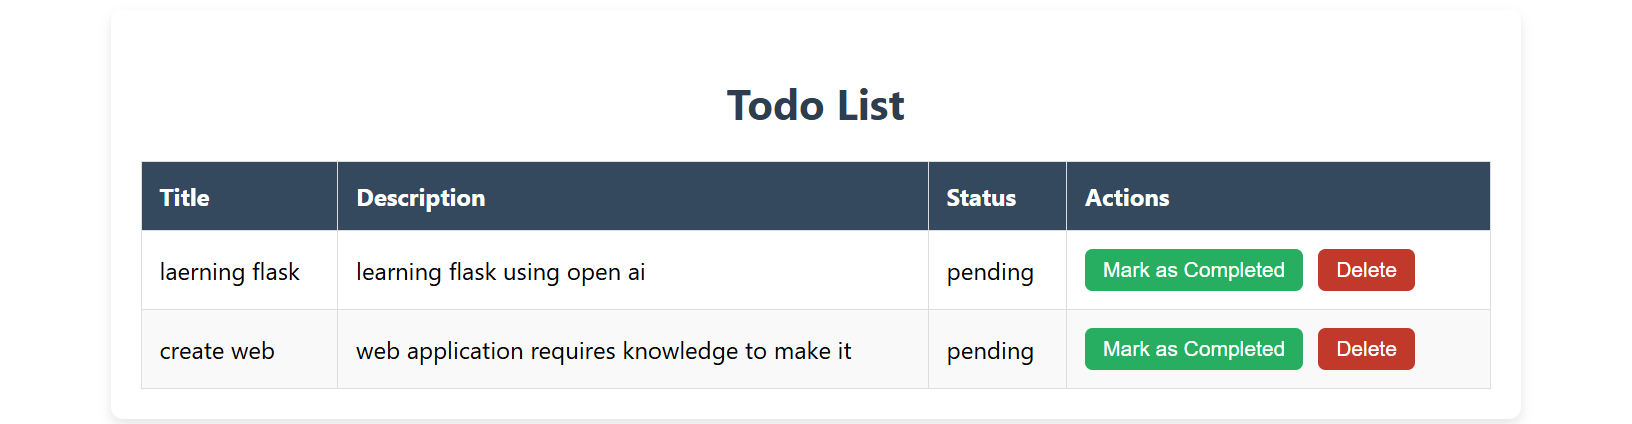 Todo List
Title Description Status Actions
laerning flask learning flask using open ai pending Mark as Completed Delete
create web web application requires knowledge to make it pending Mark as Completed Delete